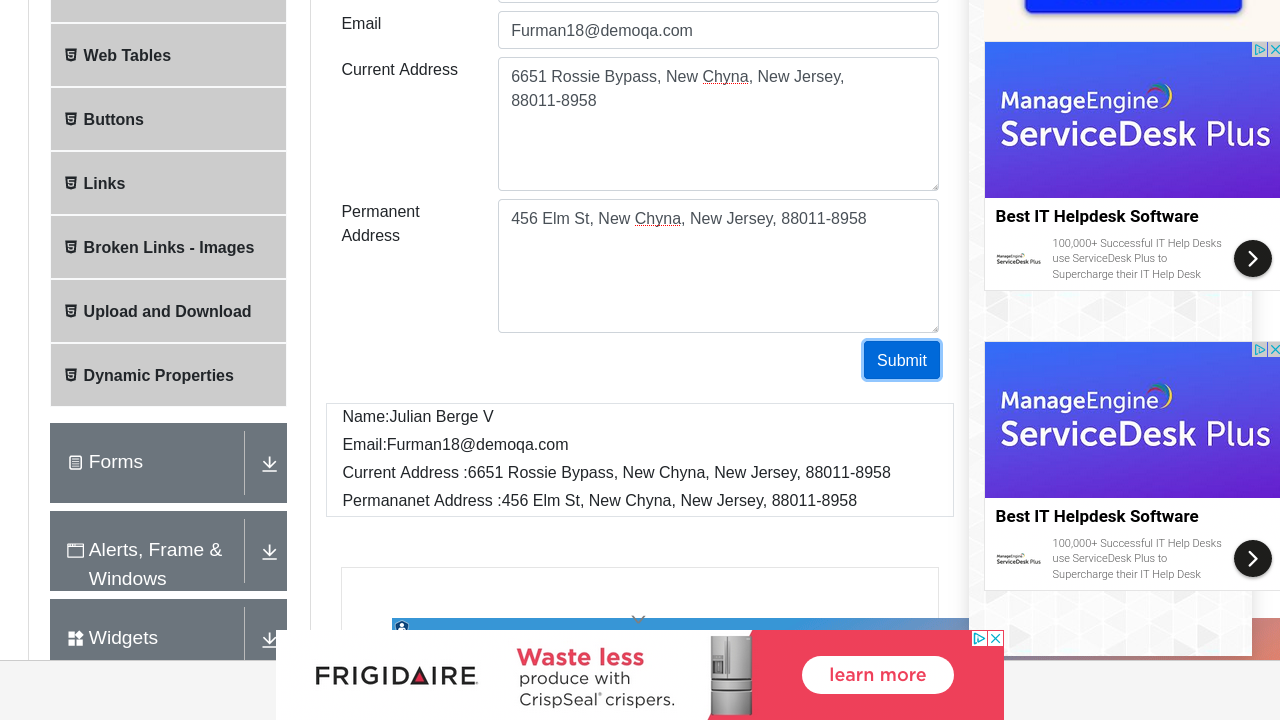 Email
Furman18@demoqa.com
Current Address
6651 Rossie Bypass, New Chyna, New Jersey,
88011-8958
Permanent
Address
456 Elm St, New Chyna, New Jersey, 88011-8958
Submit
Name:Julian Berge V
Email:Furman18@demoqa.com
Current Address :6651 Rossie Bypass, New Chyna, New Jersey, 88011-8958
Permananet Address :456 Elm St, New Chyna, New Jersey, 88011-8958
Web Tables
Buttons
Links
Broken Links - Images
Upload and Download
Dynamic Properties
Forms
Alerts, Frame &
Windows
Widgets
ManageEngine
ServiceDesk Plus
Best IT Helpdesk Software
ManageEngine
ServiceDesk Plus
100,000+ Successful IT Help Desks
use ServiceDesk Plus to
Supercharge their IT Help Desk
ManageEngine
ServiceDesk Plus
Best IT Helpdesk Software
ManageEngine
ServiceDesk Plus
100,000+ Successful IT Help Desks
use ServiceDesk Plus to
Supercharge their IT Help Desk
FRIGIDAIRE
Waste less
produce with
CrispSeal® crispers.
learn more